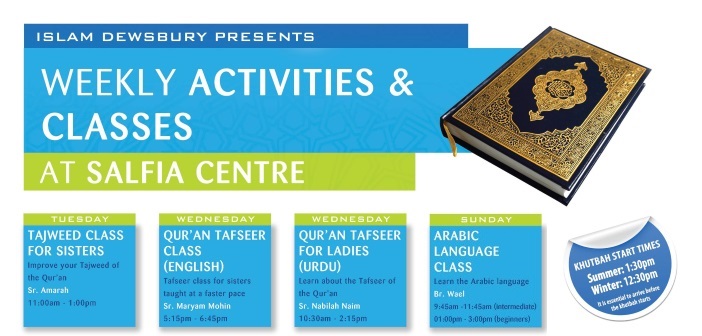 ISLAM DEWSBURY PRESENTS
WEEKLY ACTIVITIES &
CLASSES
AT SALFIA CENTRE
TUESDAY
TAJWEED CLASS
FOR SISTERS
Improve your Tajweed of
the Qur'an
Sr. Amarah
11:00am - 1:00pm
WEDNESDAY
QUR'AN TAFSEER
CLASS
(ENGLISH)
Tafseer class for sisters
taught at a faster pace
Sr. Maryam Mohin
5:15pm - 6:45pm
WEDNESDAY
QUR'AN TAFSEER
FOR LADIES
(URDU)
Learn about the Tafseer of
the Qur'an
Sr. Nabilah Naim
10:30am - 2:15pm
SUNDAY
ARABIC
LANGUAGE
CLASS
Learn the Arabic language
Br. Wael
9:45am -11:45am (intermediate)
01:00pm - 3:00pm (beginners)
KHUTBAH START TIMES
Summer: 1:30pm
Winter: 12:30pm
It is essential to arrive before
the khutbah starts